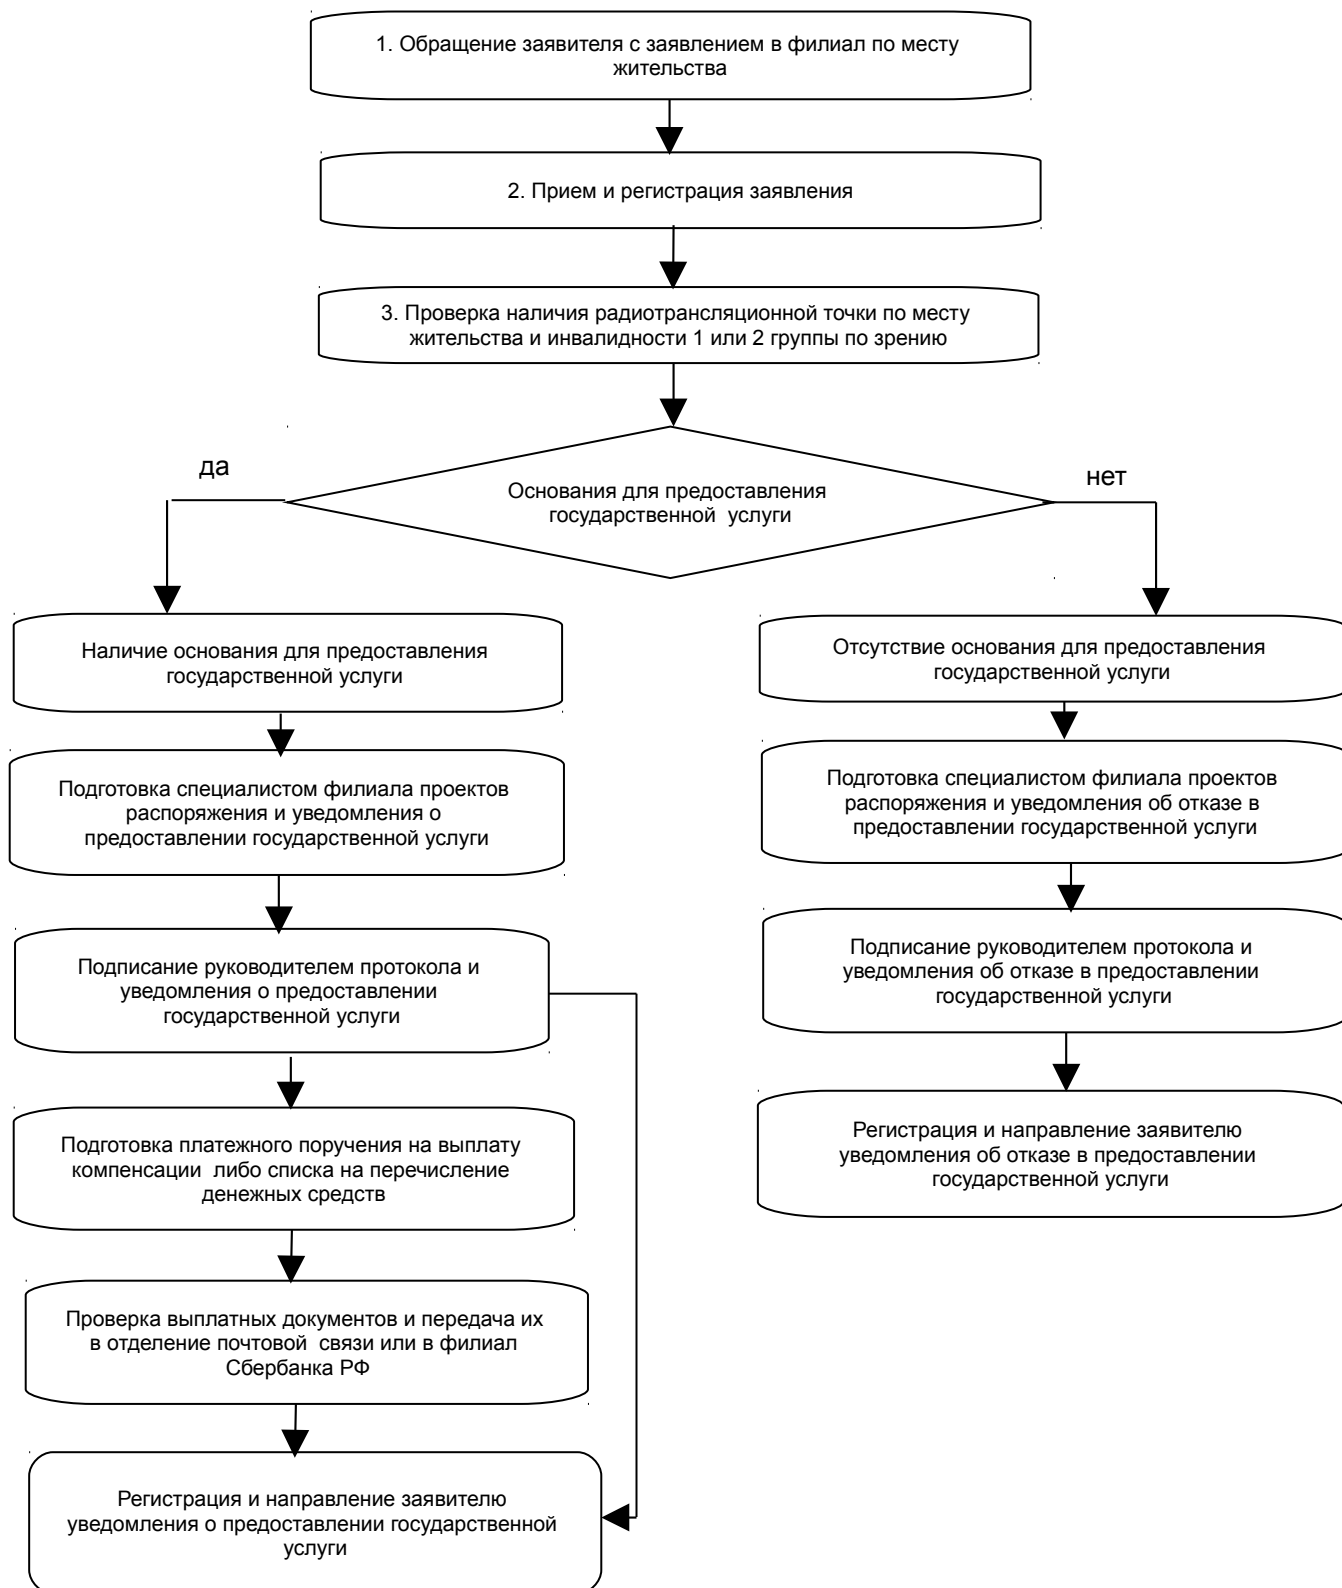 1. Обращение заявителя с заявлением в филиал по месту
жительства
2. Прием и регистрация заявления
3. Проверка наличия радиотрансляционной точки по месту
жительства и инвалидности 1 или 2 группы по зрению
да
нет
Основания для предоставления
государственной услуги
Наличие основания для предоставления
государственной услуги
Отсутствие основания для предоставления
государственной услуги
Подготовка специалистом филиала проектов
распоряжения и уведомления о
предоставлении государственной услуги
Подготовка специалистом филиала проектов
распоряжения и уведомления об отказе в
предоставлении государственной услуги
Подписание руководителем протокола и
уведомления о предоставлении
государственной услуги
Подписание руководителем протокола и
уведомления об отказе в предоставлении
государственной услуги
Подготовка платежного поручения на выплату
компенсации либо списка на перечисление
денежных средств
Регистрация и направление заявителю
уведомления об отказе в предоставлении
государственной услуги
Проверка выплатных документов и передача их
в отделение почтовой связи или в филиал
Сбербанка РФ
Регистрация и направление заявителю
уведомления о предоставлении государственной
услуги